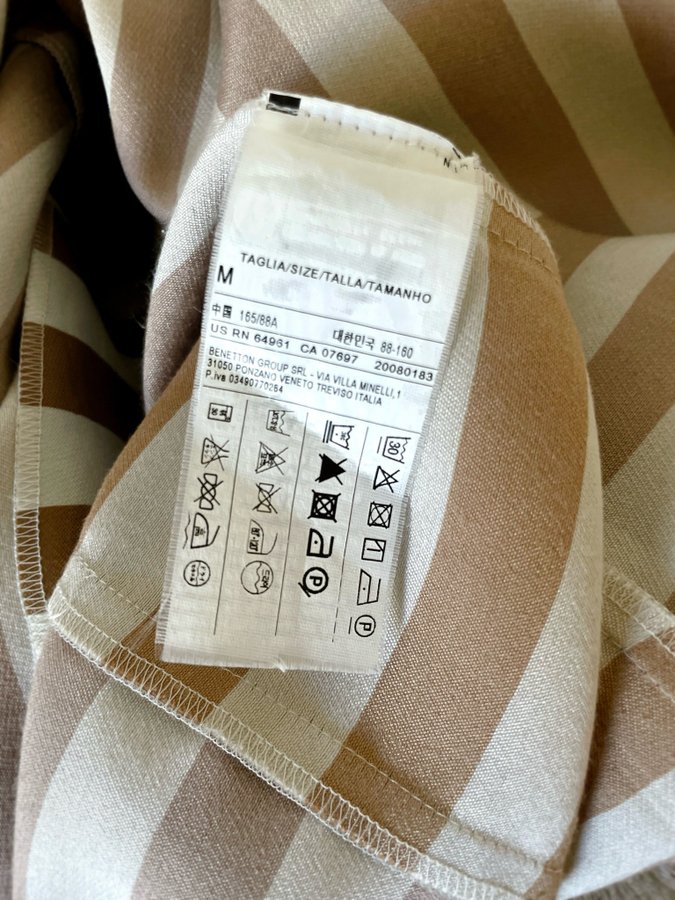 TAGLIA/SIZE/TALLA/TAMANHO
M
中国 165/88A 대한민국 88-160
US RN 64961 CA 07697 20080183
BENETTON GROUP SRL - VIA VILLA MINELLI,1
31050 PONZANO VENETO TREVISO ITALIA
P.iva 03490770264
30
P
P